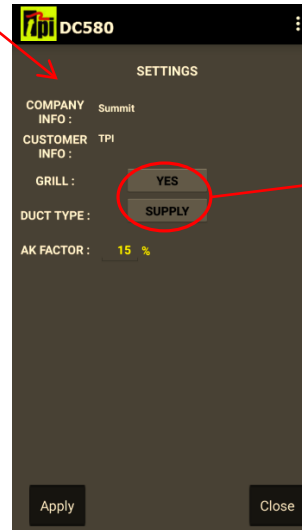 TPI DC580
SETTINGS
COMPANY INFO : Summit
CUSTOMER INFO : TPI
GRILL : YES
DUCT TYPE : SUPPLY
AK FACTOR : 15 %
Apply Close